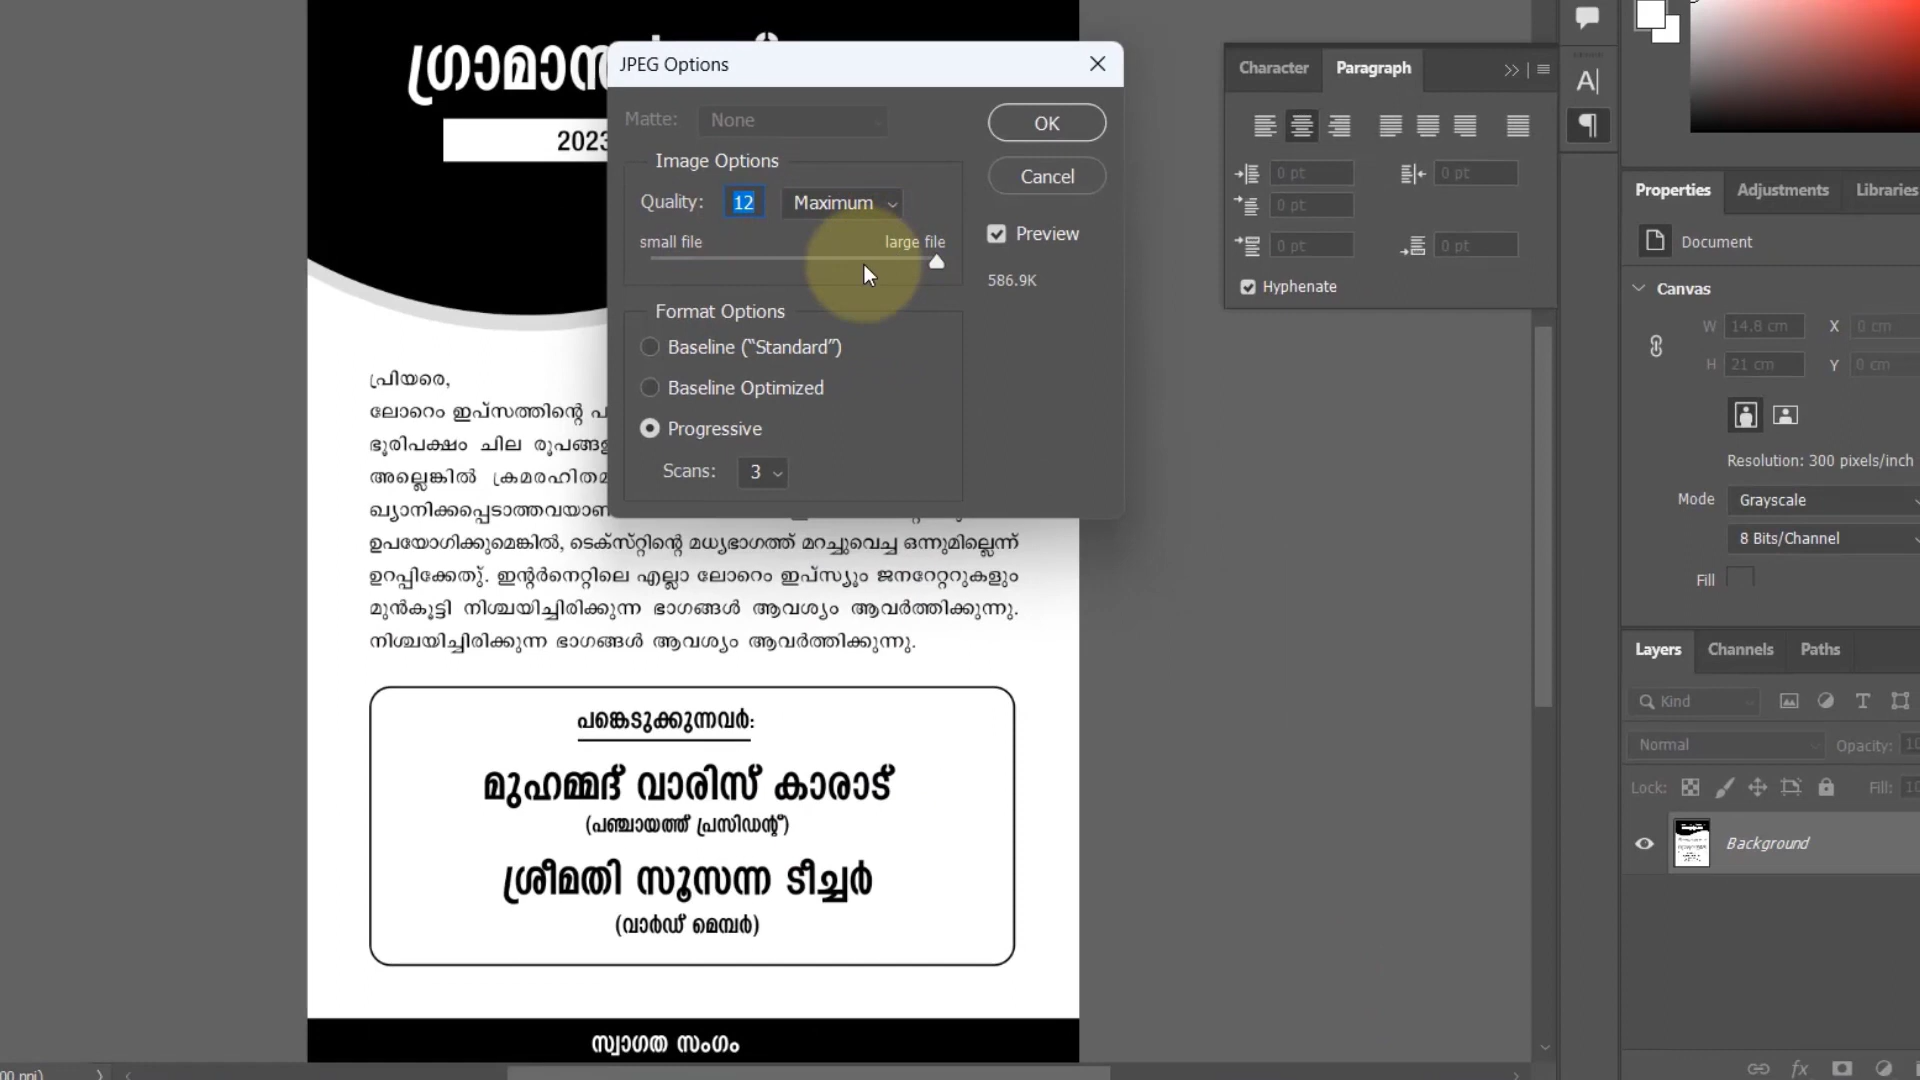 2023
JPEG Options
Matte:
None
OK
Image Options
Cancel
Quality:
12
Maximum
small file
large file
Preview
586.9K
Format Options
Baseline (“Standard”)
Baseline Optimized
Progressive
Scans:
3
പ്രിയരെ,
ലോറെം ഇപ്സത്തിന്റെ
ഭൂരിപക്ഷം ചില
അല്ലെങ്കിൽ
ഉപയോഗിക്കുമെങ്കിൽ, ടെക്സ്റ്റിന്റെ മധ്യഭാഗത്ത് മറച്ചുവെച്ച ഒന്നുമില്ലെന്ന്
ഉറപ്പിക്കേതു്. ഇന്റർനെറ്റിലെ എല്ലാ ലോറെം ഇപ്സ്യൂം ജനറേറ്ററുകളും
മുൻകൂട്ടി നിശ്ചയിച്ചിരിക്കുന്ന ഭാഗങ്ങൾ ആവശ്യം ആവർത്തിക്കുന്നു.
നിശ്ചയിച്ചിരിക്കുന്ന ഭാഗങ്ങൾ ആവശ്യം ആവർത്തിക്കുന്നു.
പങ്കെടുക്കുന്നവർ:
മുഹമ്മദ് വാരിസ് കാരാട്
(പഞ്ചായത്ത് പ്രസിഡന്റ്)
ശ്രീമതി സൂസന്ന ടീച്ചർ
(വാർഡ് മെമ്പർ)
സ്വാഗത സംഗം
Character
Paragraph
0 pt
0 pt
0 pt
0 pt
0 pt
Hyphenate
Properties
Adjustments
Libraries
Document
Canvas
W
14.8 cm
X
0 cm
H
21 cm
Y
0 cm
Resolution: 300 pixels/inch
Mode
Grayscale
8 Bits/Channel
Fill
Layers
Channels
Paths
Kind
Normal
Opacity:
Lock:
Fill:
Background